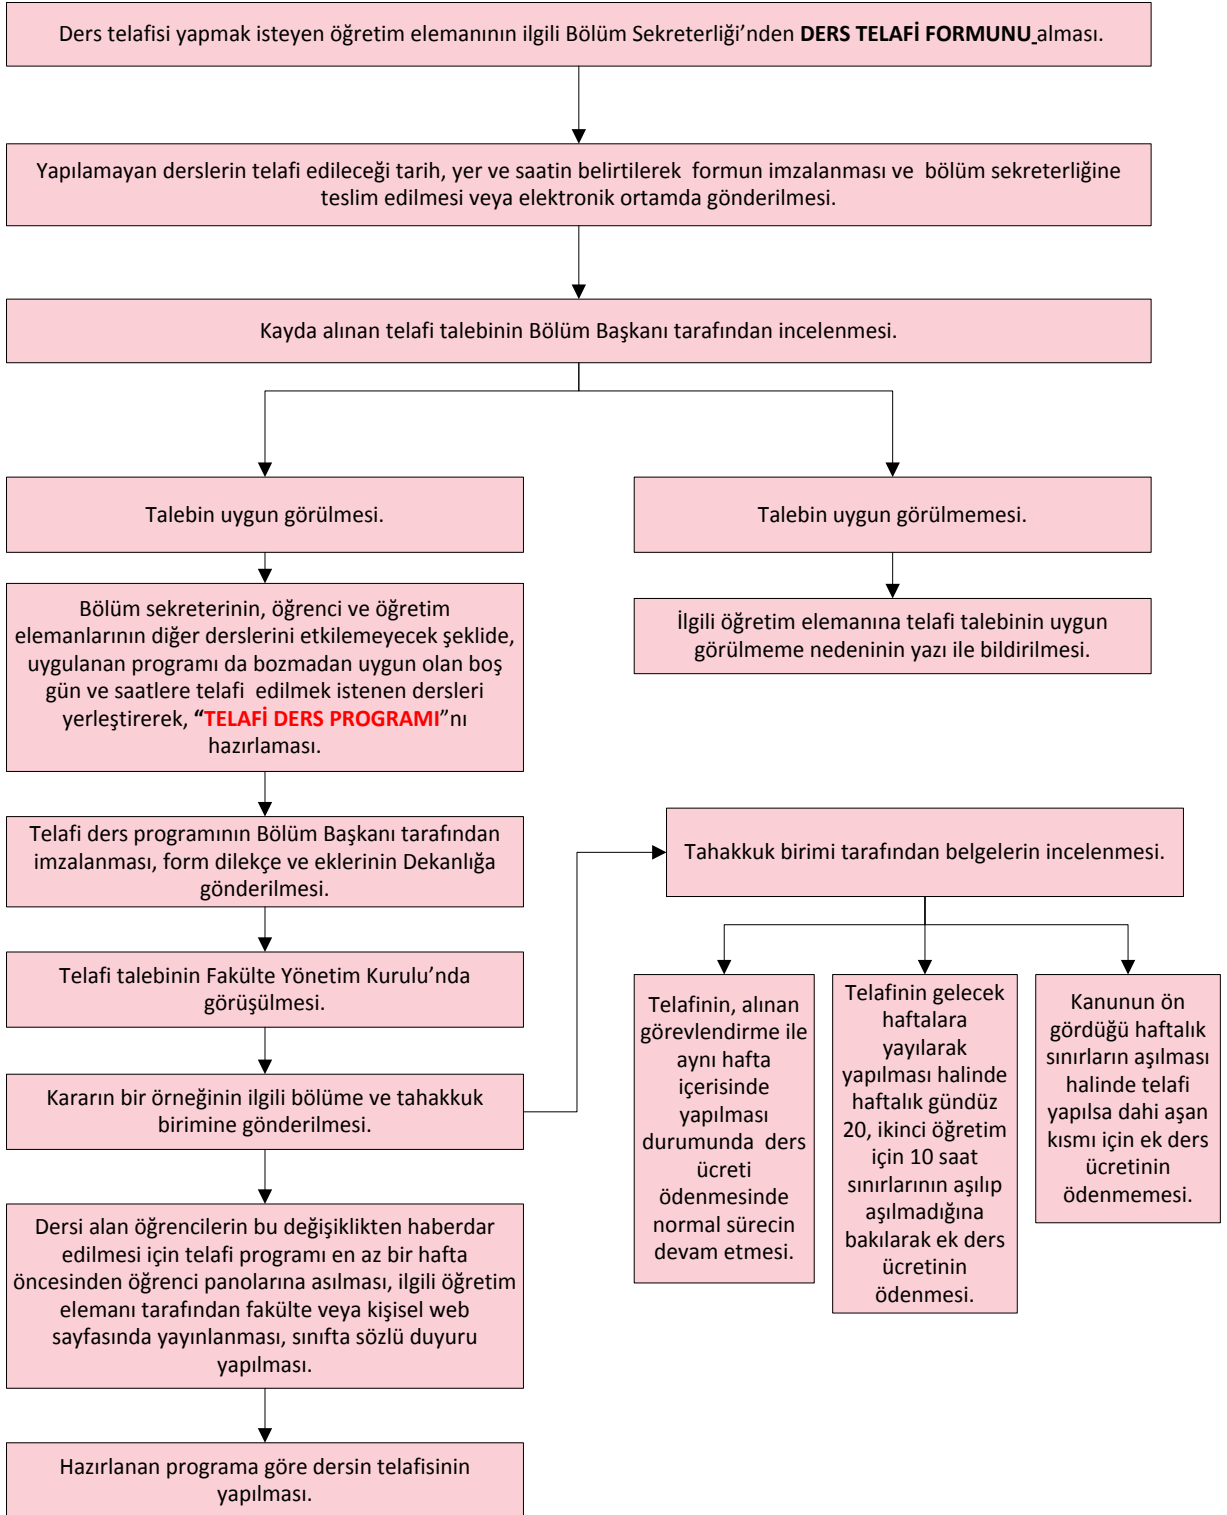 Ders telafisi yapmak isteyen öğretim elemanının ilgili Bölüm Sekreterliği’nden DERS TELAFİ FORMUNU alması.
Yapılamayan derslerin telafi edileceği tarih, yer ve saatin belirtilerek formun imzalanması ve bölüm sekreterliğine
teslim edilmesi veya elektronik ortamda gönderilmesi.
Kayda alınan telafi talebinin Bölüm Başkanı tarafından incelenmesi.
Talebin uygun görülmesi.
Talebin uygun görülmemesi.
Bölüm sekreterinin, öğrenci ve öğretim
elemanlarının diğer derslerini etkilemeyecek şeklide,
uygulanan programı da bozmadan uygun olan boş
gün ve saatlere telafi edilmek istenen dersleri
yerleştirerek, “TELAFİ DERS PROGRAMI”nı
hazırlaması.
İlgili öğretim elemanına telafi talebinin uygun
görülmeme nedeninin yazı ile bildirilmesi.
Telafi ders programının Bölüm Başkanı tarafından
imzalanması, form dilekçe ve eklerinin Dekanlığa
gönderilmesi.
Telafi talebinin Fakülte Yönetim Kurulu’nda
görüşülmesi.
Kararın bir örneğinin ilgili bölüme ve tahakkuk
birimine gönderilmesi.
Dersi alan öğrencilerin bu değişiklikten haberdar
edilmesi için telafi programı en az bir hafta
öncesinden öğrenci panolarına asılması, ilgili öğretim
elemanı tarafından fakülte veya kişisel web
sayfasında yayınlanması, sınıfta sözlü duyuru
yapılması.
Hazırlanan programa göre dersin telafisinin
yapılması.
Tahakkuk birimi tarafından belgelerin incelenmesi.
Telafinin, alınan
görevlendirme ile
aynı hafta
içerisinde
yapılması
durumunda ders
ücreti
ödenmesinde
normal sürecin
devam etmesi.
Telafinin gelecek
haftalara
yayılarak
yapılması halinde
haftalık gündüz
20, ikinci öğretim
için 10 saat
sınırlarının aşılıp
aşılmadığına
bakılarak ek ders
ücretinin
ödenmesi.
Kanunun ön
gördüğü haftalık
sınırların aşılması
halinde telafi
yapılsa dahi aşan
kısmı için ek ders
ücretinin
ödenmemesi.